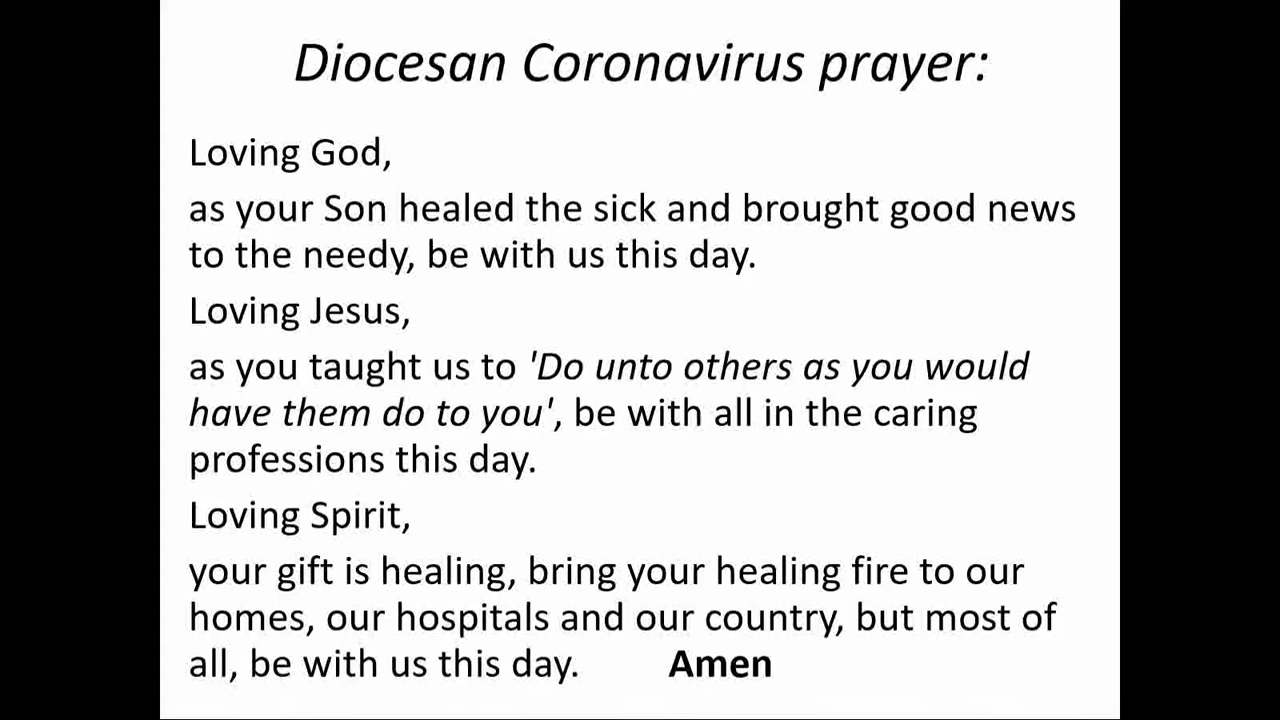 Diocesan Coronavirus prayer:
Loving God,
as your Son healed the sick and brought good news
to the needy, be with us this day.
Loving Jesus,
as you taught us to 'Do unto others as you would
have them do to you', be with all in the caring
professions this day.
Loving Spirit,
your gift is healing, bring your healing fire to our
homes, our hospitals and our country, but most of
all, be with us this day. Amen